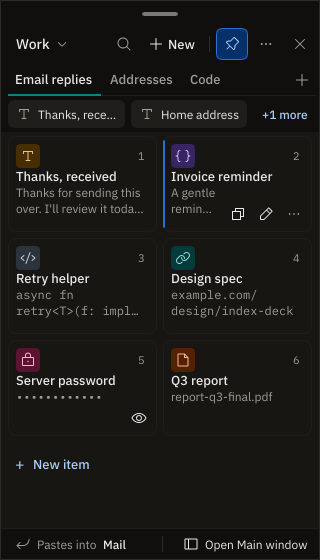 Work
New
Email replies
Addresses
Code
Thanks, rece...
Home address
+1 more
1
Thanks, received
Thanks for sending this
over. I'll review it toda...
{ }
2
Invoice reminder
A gentle
remin...
</>
3
Retry helper
async fn
retry<T>(f: impl...
4
Design spec
example.com/
design/index-deck
5
Server password
••••••••••••
6
Q3 report
report-q3-final.pdf
+ New item
Pastes into Mail
Open Main window